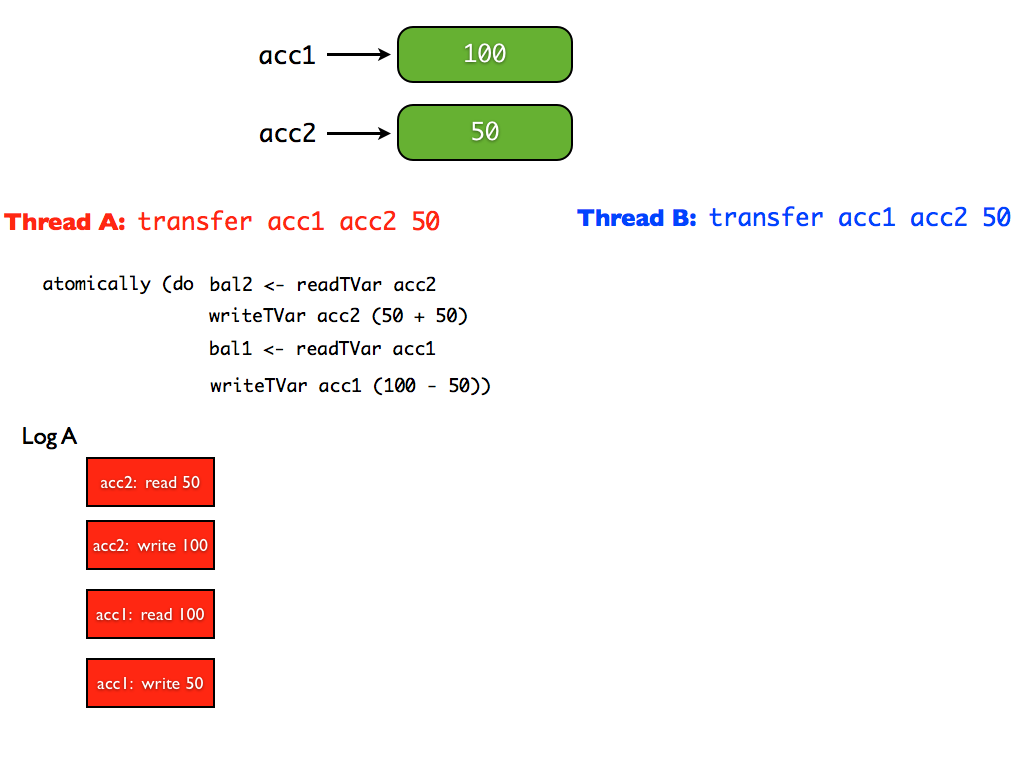 acc1 100
acc2 50
Thread A: transfer acc1 acc2 50
Thread B: transfer acc1 acc2 50
atomically (do bal2 <- readTVar acc2
writeTVar acc2 (50 + 50)
bal1 <- readTVar acc1
writeTVar acc1 (100 - 50))
Log A
acc2: read 50
acc2: write 100
acc1: read 100
acc1: write 50